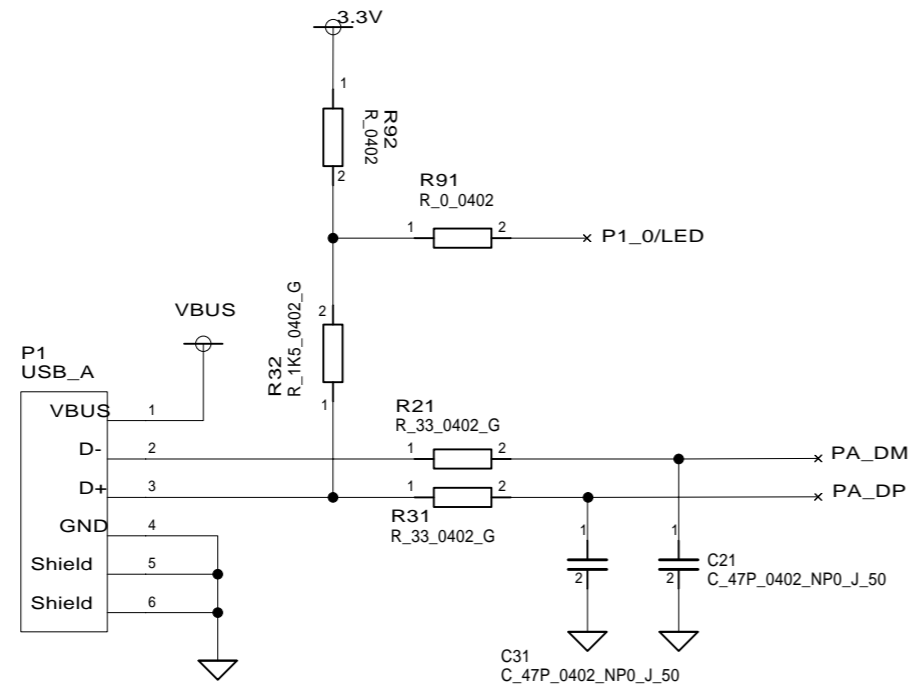 3.3V
1
R92
R_0402
2
R91
R_0_0402
1
2
P1_0/LED
VBUS
2
R32
R_1K5_0402_G
1
P1
USB_A
VBUS
1
D-
2
D+
3
GND
4
Shield
5
Shield
6
R21
R_33_0402_G
1
2
PA_DM
1
2
PA_DP
R31
R_33_0402_G
1
2
1
2
C21
C_47P_0402_NP0_J_50
C31
C_47P_0402_NP0_J_50